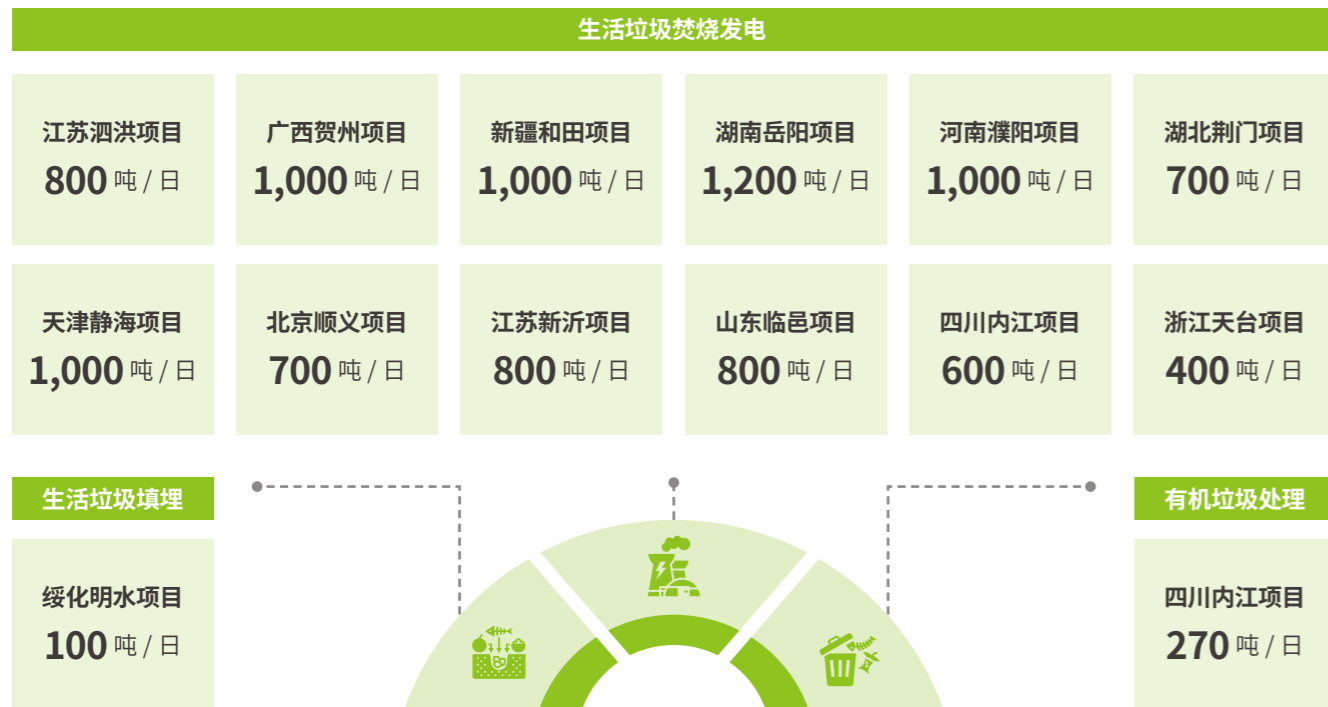 生活垃圾焚烧发电
江苏泗洪项目
800 吨 / 日
广西贺州项目
1,000 吨 / 日
新疆和田项目
1,000 吨 / 日
湖南岳阳项目
1,200 吨 / 日
河南濮阳项目
1,000 吨 / 日
湖北荆门项目
700 吨 / 日
天津静海项目
1,000 吨 / 日
北京顺义项目
700 吨 / 日
江苏新沂项目
800 吨 / 日
山东临邑项目
800 吨 / 日
四川内江项目
600 吨 / 日
浙江天台项目
400 吨 / 日
生活垃圾填埋
绥化明水项目
100 吨 / 日
有机垃圾处理
四川内江项目
270 吨 / 日